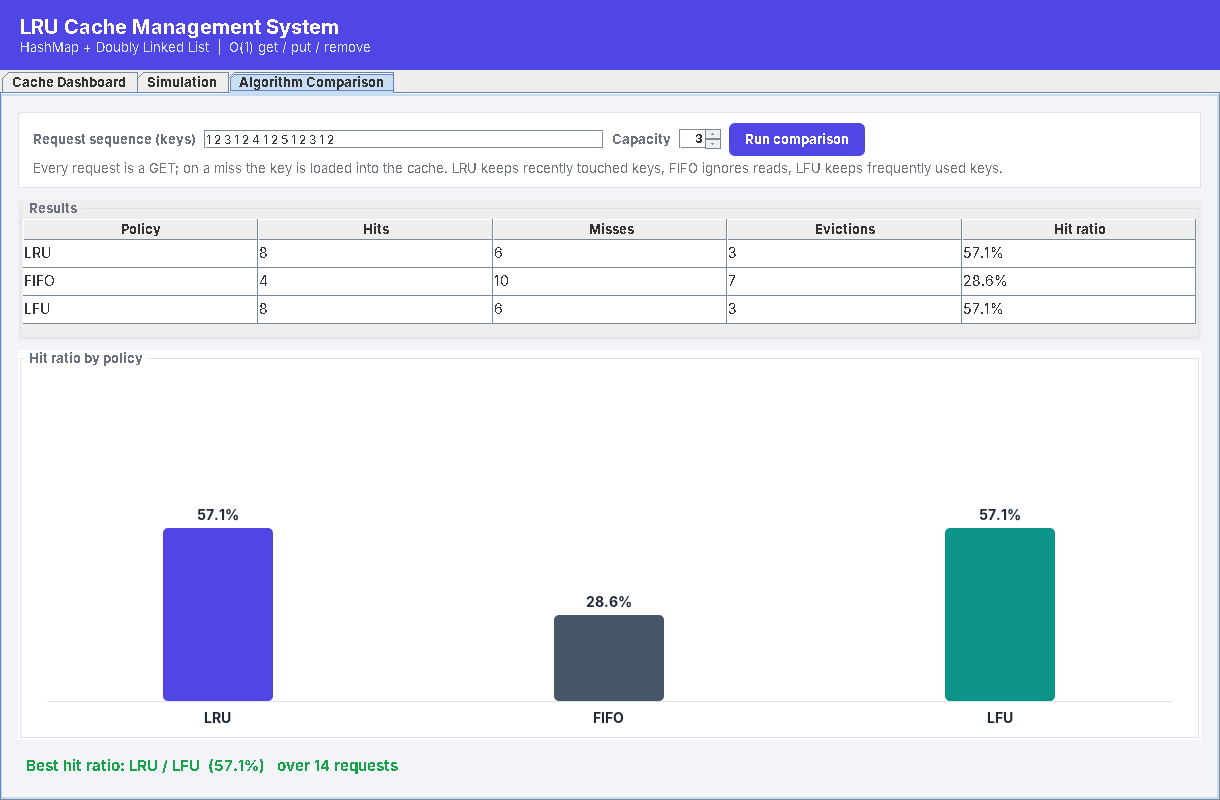 LRU Cache Management System
HashMap + Doubly Linked List | O(1) get / put / remove
Cache Dashboard Simulation Algorithm Comparison
Request sequence (keys) 1 2 3 1 2 4 1 2 5 1 2 3 1 2 Capacity 3 Run comparison
Every request is a GET; on a miss the key is loaded into the cache. LRU keeps recently touched keys, FIFO ignores reads, LFU keeps frequently used keys.
Results
Policy Hits Misses Evictions Hit ratio
LRU 8 6 3 57.1%
FIFO 4 10 7 28.6%
LFU 8 6 3 57.1%
Hit ratio by policy
57.1% 28.6% 57.1%
LRU FIFO LFU
Best hit ratio: LRU / LFU (57.1%) over 14 requests